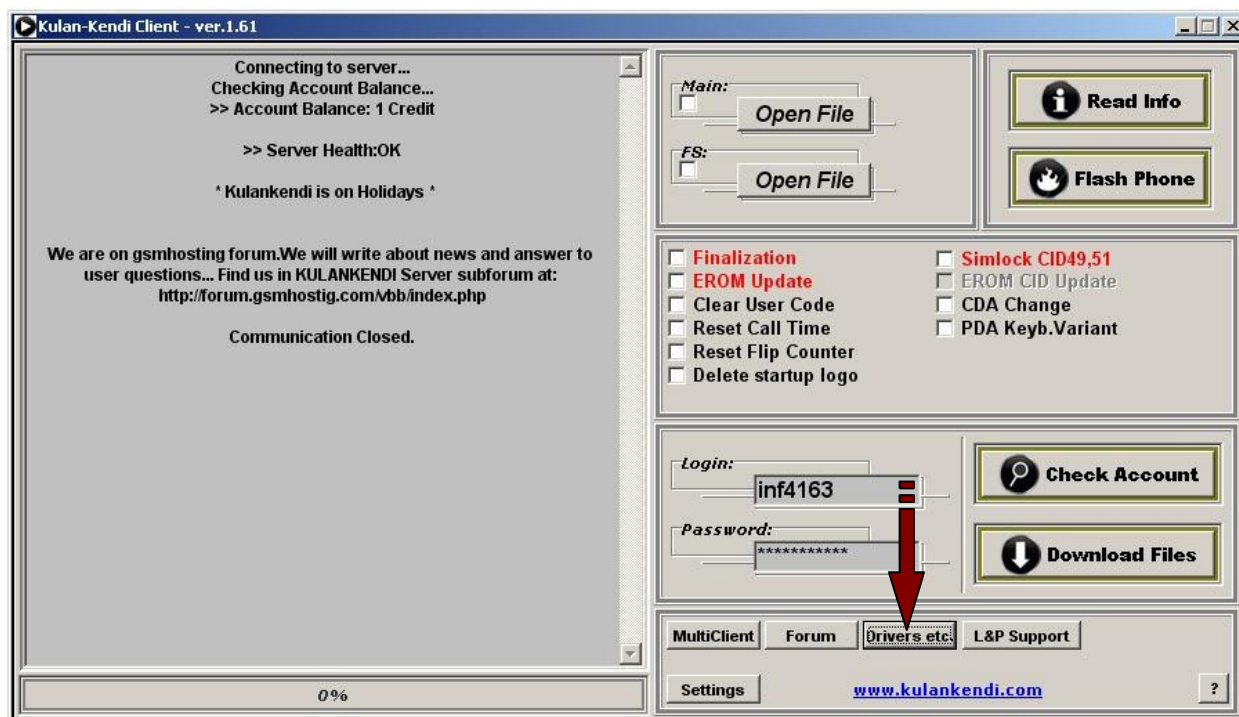 Kulan-Kendi Client - ver.1.61
Connecting to server...
Checking Account Balance...
>> Account Balance: 1 Credit
>> Server Health:OK
* Kulankendi is on Holidays *
We are on gsmhosting forum.We will write about news and answer to
user questions... Find us in KULANKENDI Server subforum at:
http://forum.gsmhostig.com/vbb/index.php
Communication Closed.
0%
Main:
Open File
FS:
Open File
Read Info
Flash Phone
Finalization
EROM Update
Clear User Code
Reset Call Time
Reset Flip Counter
Delete startup logo
Simlock CID49,51
EROM CID Update
CDA Change
PDA Keyb.Variant
Login:
inf4163
Password:
***********
Check Account
Download Files
MultiClient
Forum
Drivers etc.
L&P Support
Settings
www.kulankendi.com
?